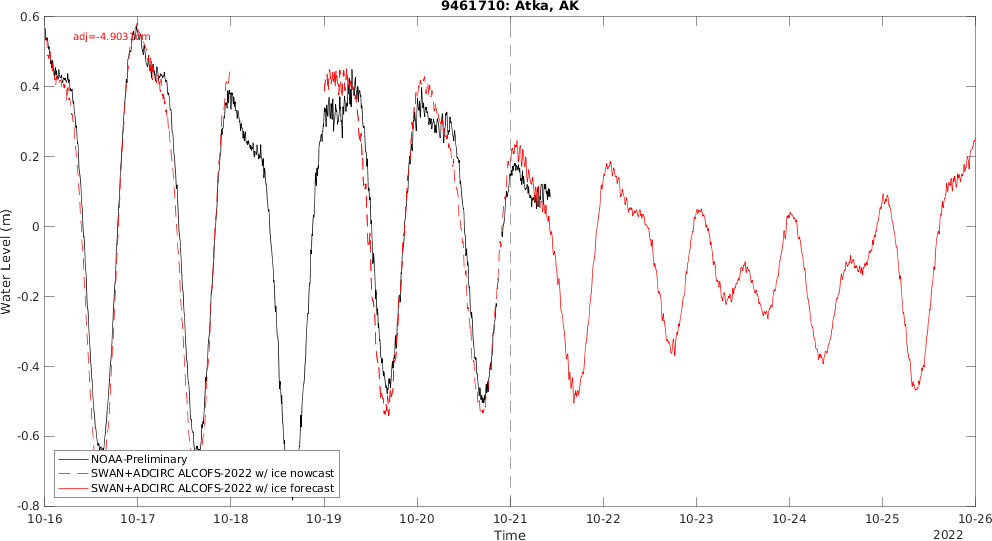 9461710: Atka, AK
0.6
0.4
0.2
0
-0.2
-0.4
-0.6
-0.8
Water Level (m)
NOAA-Preliminary
SWAN+ADCIRC ALCOFS-2022 w/ ice nowcast
SWAN+ADCIRC ALCOFS-2022 w/ ice forecast
10-16 10-17 10-18 10-19 10-20 10-21 10-22 10-23 10-24 10-25 10-26
Time
2022